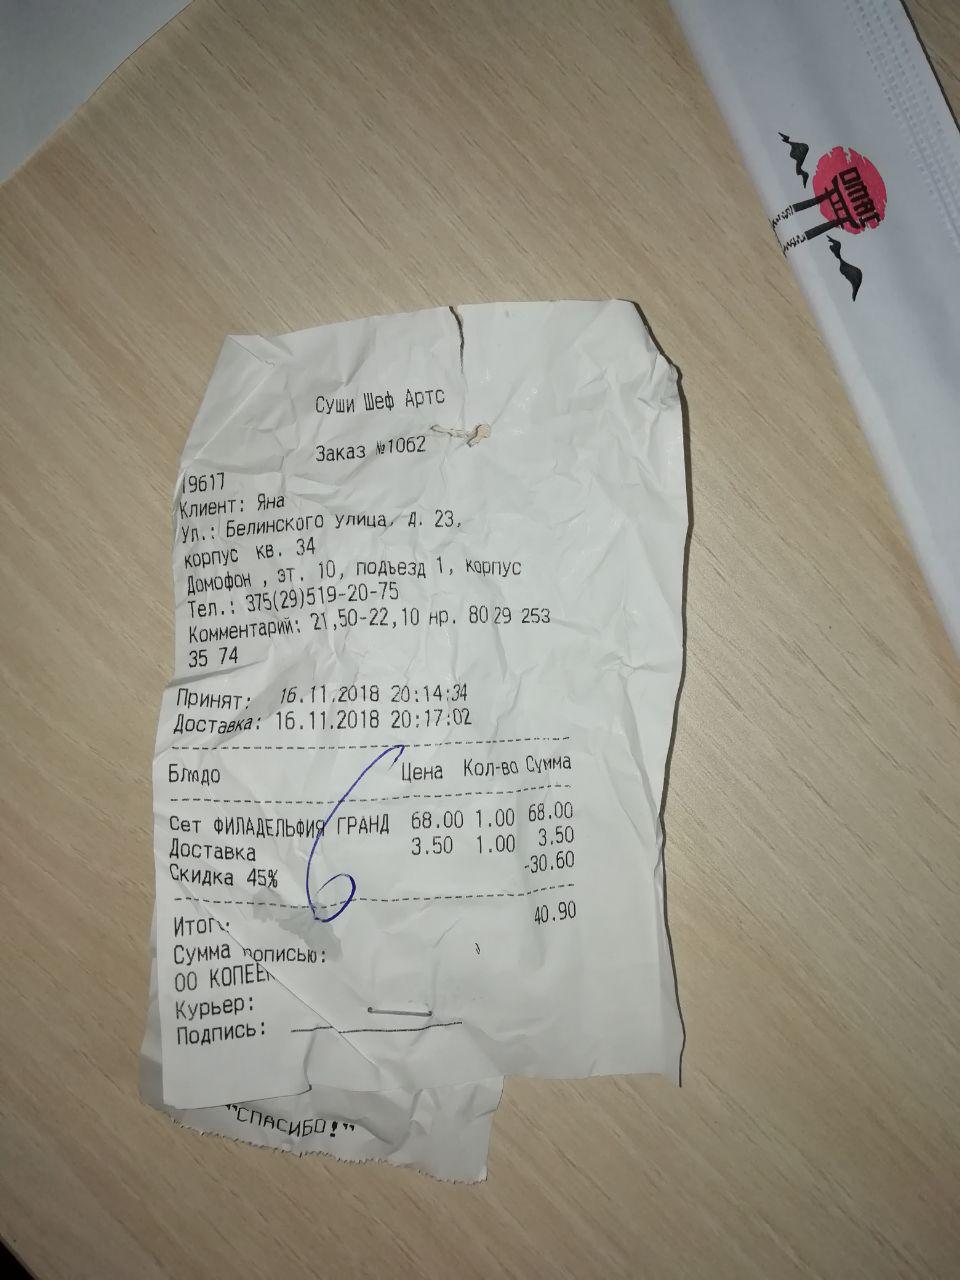 Суши Шеф Артс
Заказ №1062
19617
Клиент: Яна
Ул.: Белинского улица, д. 23,
корпус кв. 34
Домофон , эт. 10, подъезд 1, корпус
Тел.: 375(29)519-20-75
Комментарий: 21,50-22,10 нр. 8029 253
35 74
Принят: 16.11.2018 20:14:34
Доставка: 16.11.2018 20:17:02
Блюдо Цена Кол-во Сумма
Сет ФИЛАДЕЛЬФИЯ ГРАНД 68.00 1.00 68.00
Доставка 3.50 1.00 3.50
Скидка 45% -30.60
Итог: 40.90
Сумма прописью:
00 КОПЕЕК
Курьер:
Подпись:
"СПАСИБО!"